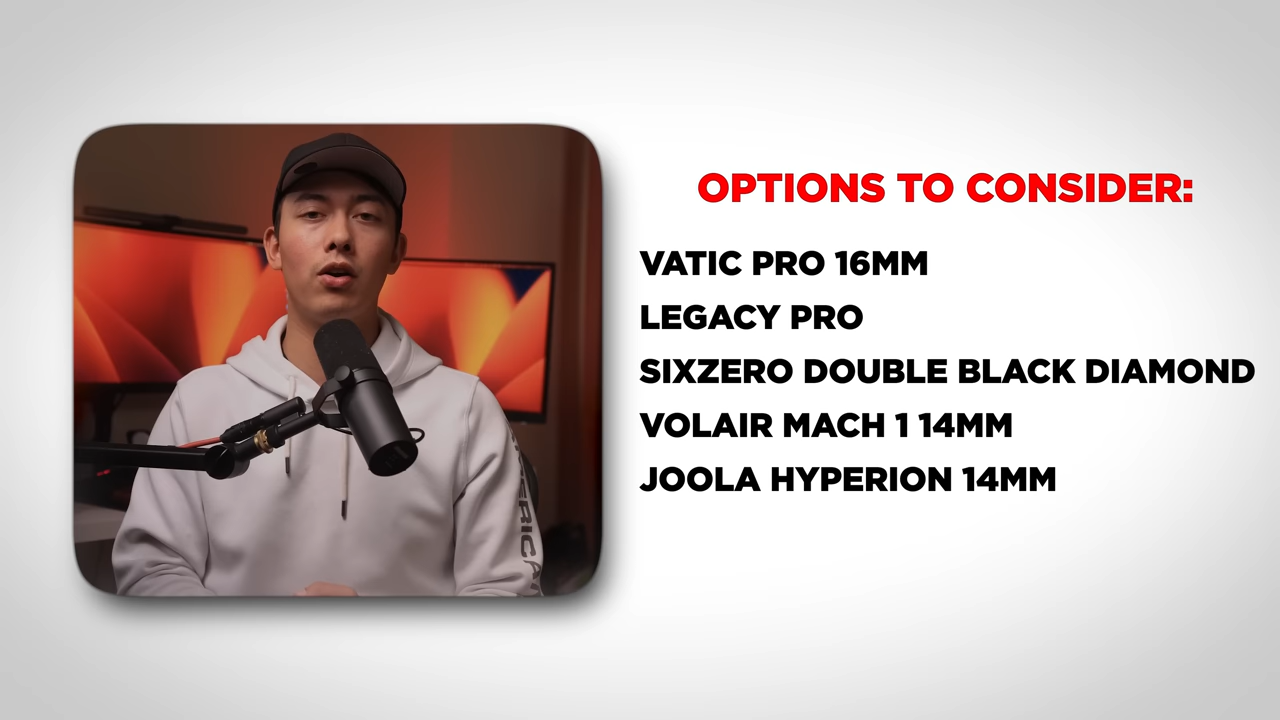 OPTIONS TO CONSIDER:
VATIC PRO 16MM
LEGACY PRO
SIXZERO DOUBLE BLACK DIAMOND
VOLAIR MACH 1 14MM
JOOLA HYPERION 14MM